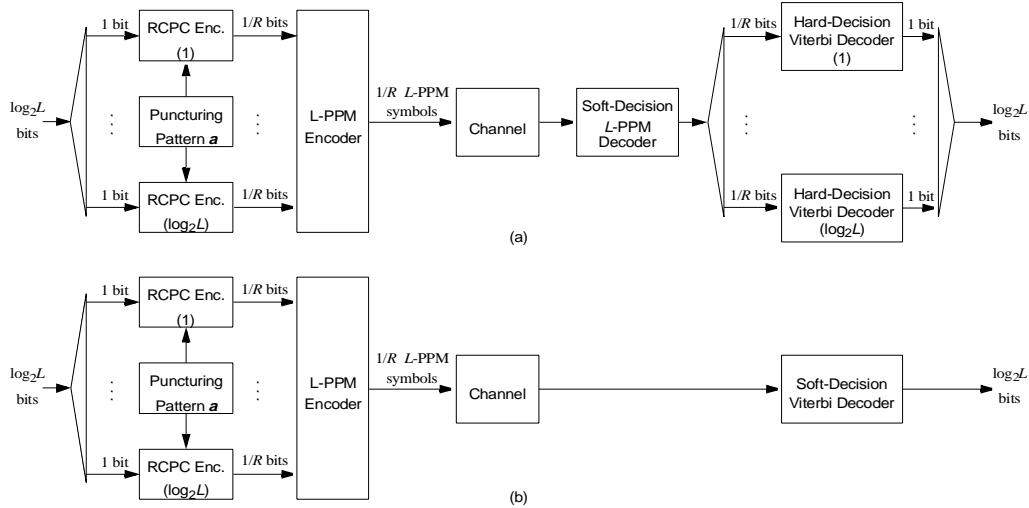 log₂L
bits
1 bit
RCPC Enc.
(1)
1/R bits
⋮
Puncturing
Pattern a
⋮
1 bit
RCPC Enc.
(log₂L)
1/R bits
L-PPM
Encoder
1/R L-PPM
symbols
Channel
Soft-Decision
L-PPM
Decoder
1/R bits
Hard-Decision
Viterbi Decoder
(1)
1 bit
⋮
⋮
1/R bits
Hard-Decision
Viterbi Decoder
(log₂L)
1 bit
log₂L
bits
(a)
log₂L
bits
1 bit
RCPC Enc.
(1)
1/R bits
⋮
Puncturing
Pattern a
⋮
1 bit
RCPC Enc.
(log₂L)
1/R bits
L-PPM
Encoder
1/R L-PPM
symbols
Channel
Soft-Decision
Viterbi Decoder
log₂L
bits
(b)